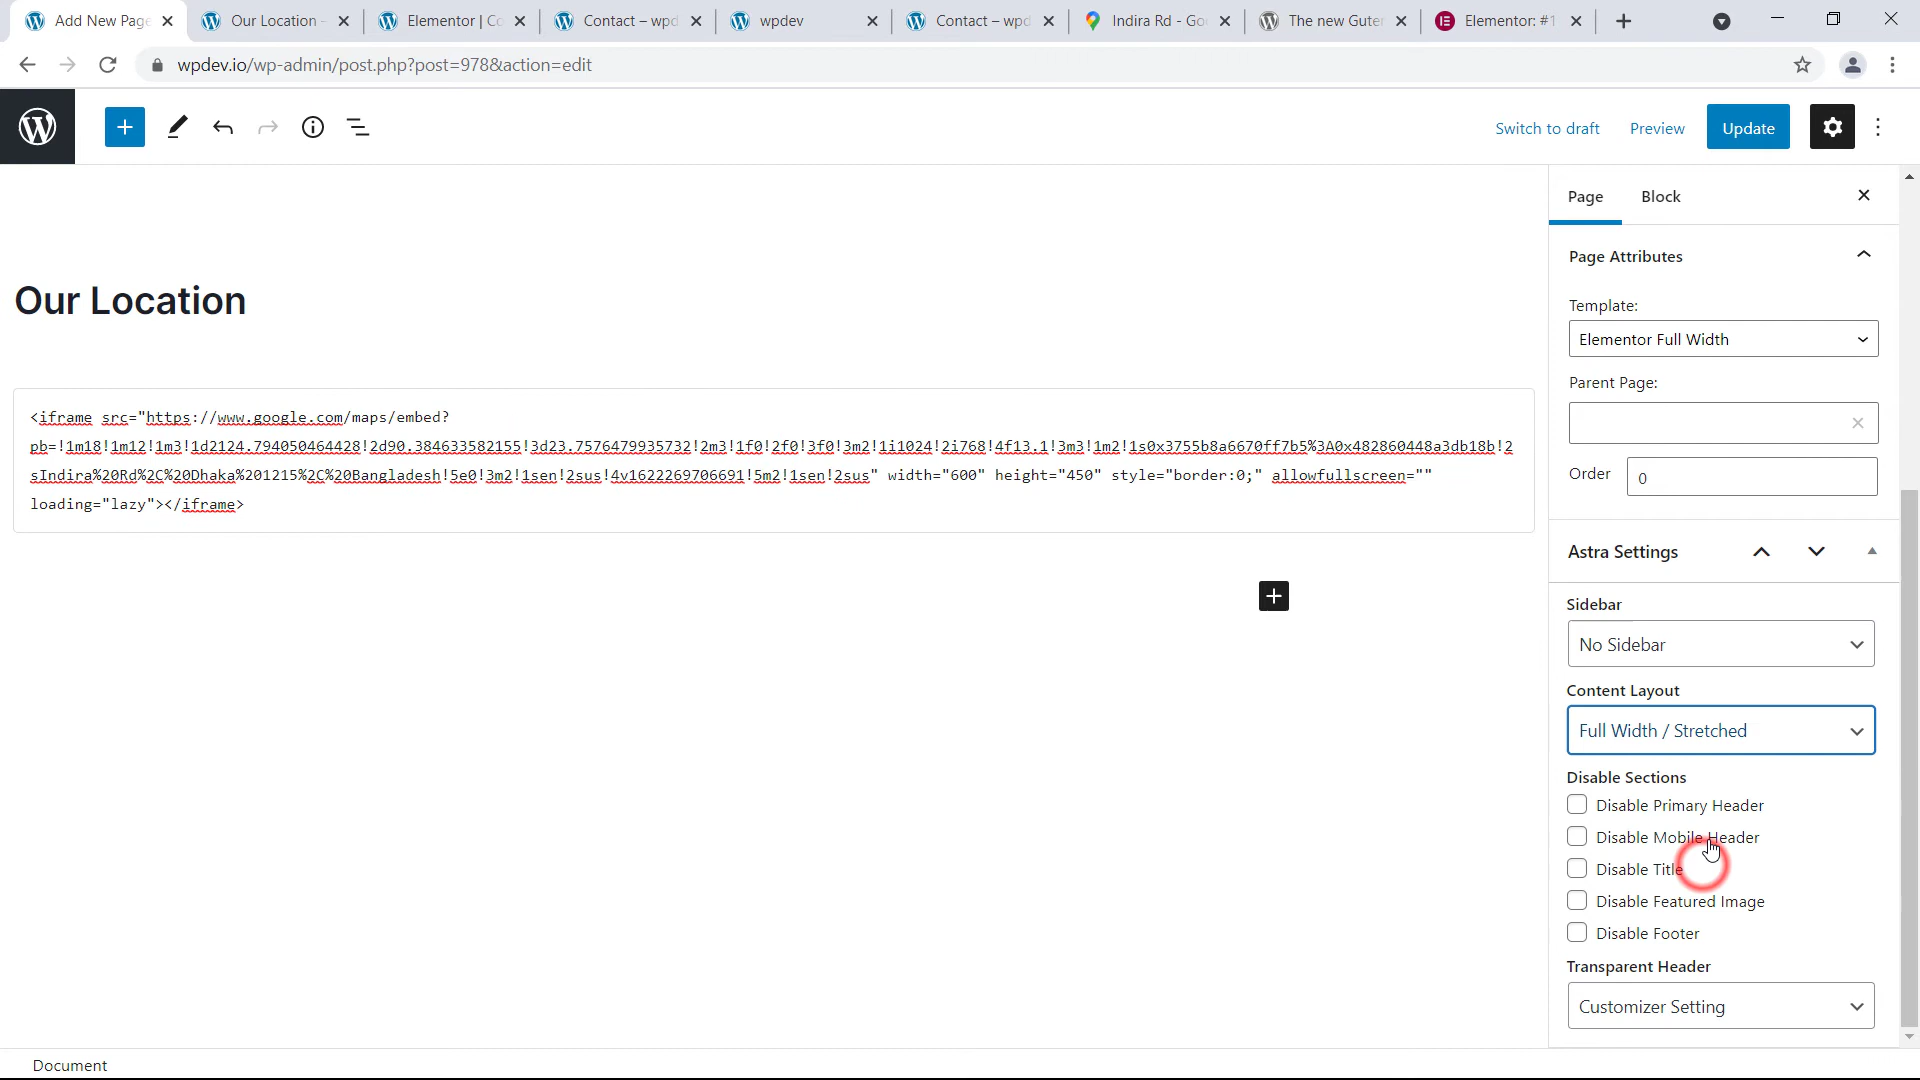 Add New Page
Our Location -
Elementor | Co
Contact – wpd
wpdev
Contact – wpd
Indira Rd - Go
The new Guter
Elementor: #1
wpdev.io/wp-admin/post.php?post=978&action=edit
Switch to draft
Preview
Update
Page
Block
Page Attributes
Template:
Elementor Full Width
Parent Page:
Order
0
Our Location
<iframe src="https://www.google.com/maps/embed?
pb=!1m18!1m12!1m3!1d2124.794050464428!2d90.384633582155!3d23.7576479935732!2m3!1f0!2f0!3f0!3m2!1i1024!2i768!4f13.1!3m3!1m2!1s0x3755b8a6670ff7b5%3A0x482860448a3db18b!2
sIndira%20Rd%2C%20Dhaka%201215%2C%20Bangladesh!5e0!3m2!1sen!2sus!4v1622269706691!5m2!1sen!2sus" width="600" height="450" style="border:0;" allowfullscreen=""
loading="lazy"></iframe>
Astra Settings
Sidebar
No Sidebar
Content Layout
Full Width / Stretched
Disable Sections
Disable Primary Header
Disable Mobile Header
Disable Title
Disable Featured Image
Disable Footer
Transparent Header
Customizer Setting
Document